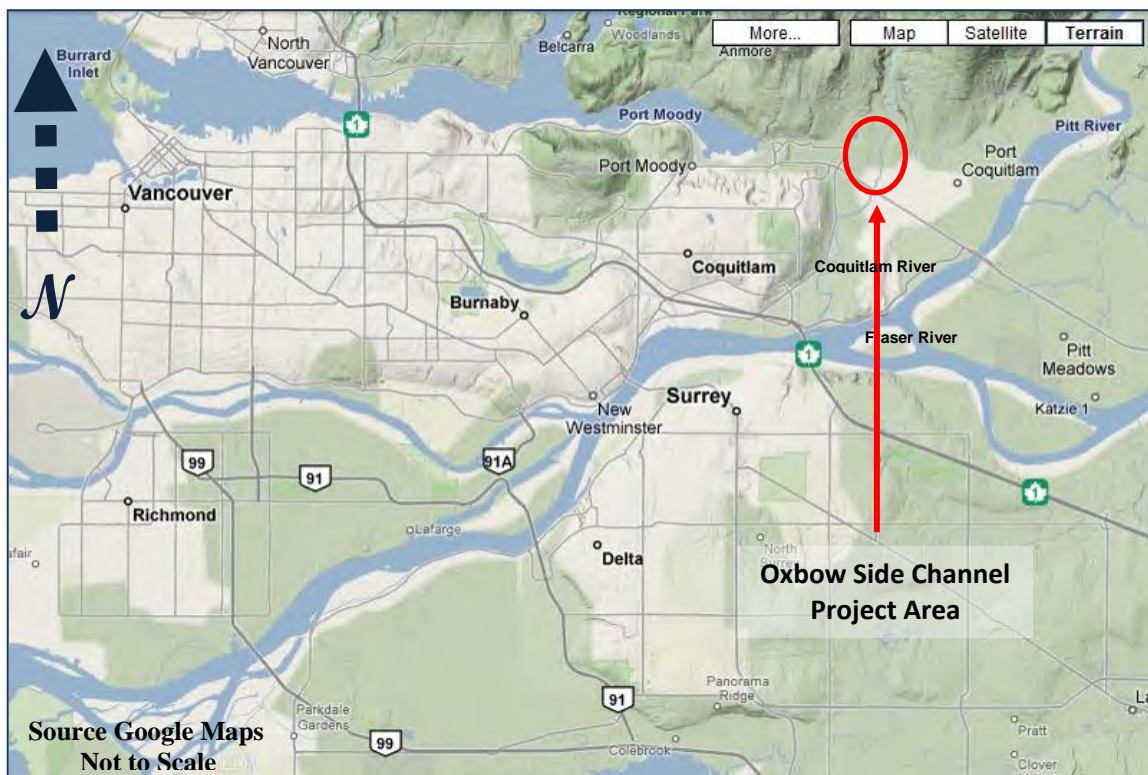 Regional Park
North
Vancouver
Belcarra
Woodlands
More...
Map
Satellite
Terrain
Anmore
Burrard
Inlet
1
Port Moody
Pitt River
Port Moody
Port
Coquitlam
Vancouver
N
Coquitlam
Coquitlam River
Burnaby
Fraser River
1
Pitt
Meadows
Surrey
New
Westminster
Katzie 1
99
91
91A
1
Richmond
Lafarge
Delta
North
Surrey
Oxbow Side Channel
Project Area
Panorama
Ridge
91
Parkdale
Gardens
99
Colebrook
Pratt
Clover
Source Google Maps
Not to Scale